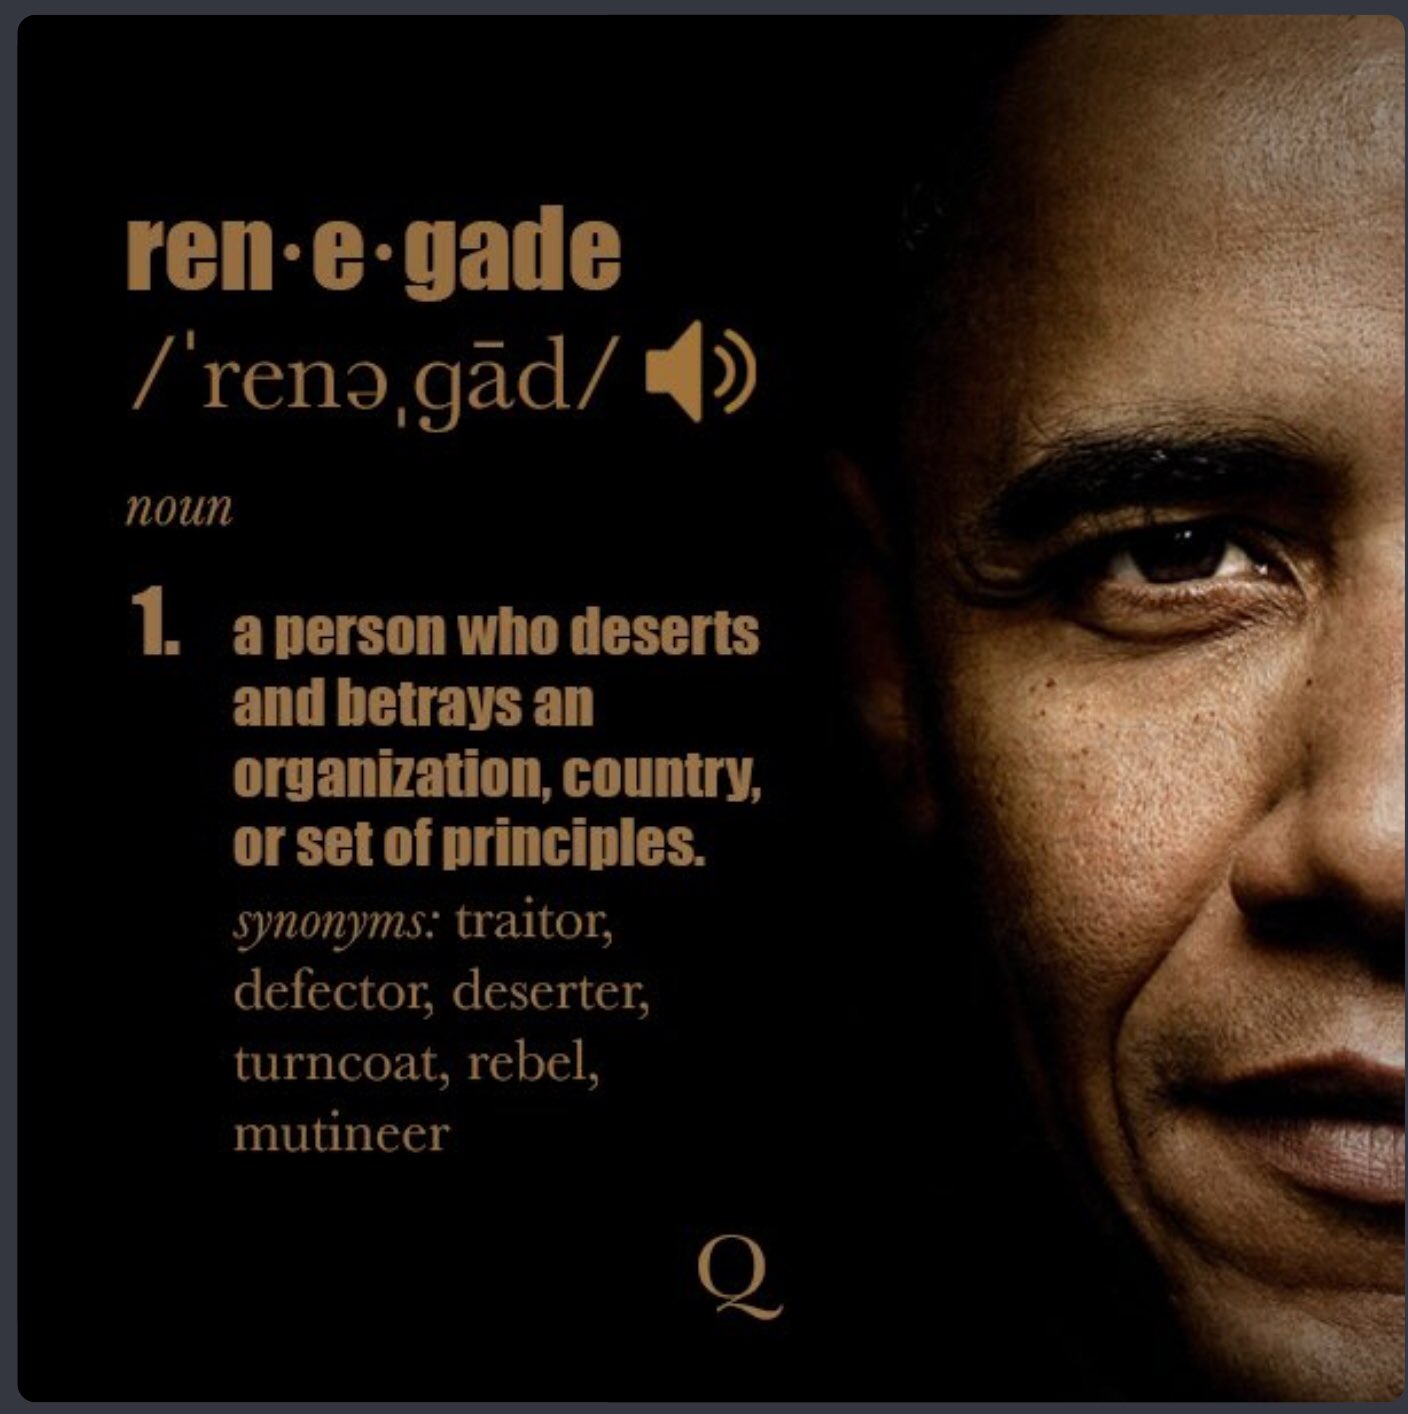 ren·e·gade
/ˈrenəˌɡād/
noun
1. a person who deserts
and betrays an
organization, country,
or set of principles.
synonyms: traitor,
defector, deserter,
turncoat, rebel,
mutineer
Q